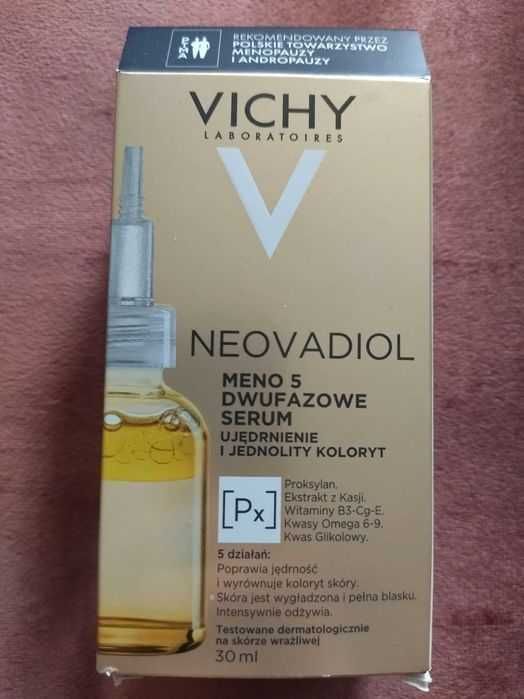 PTMA
REKOMENDOWANY PRZEZ
POLSKIE TOWARZYSTWO
MENOPAUZY
I ANDROPAUZY
VICHY
LABORATOIRES
V
NEOVADIOL
MENO 5
DWUFAZOWE
SERUM
UJĘDRNIENIE
I JEDNOLITY KOLORYT
[Px]
Proksylan.
Ekstrakt z Kasji.
Witaminy B3-Cg-E.
Kwasy Omega 6-9.
Kwas Glikolowy.
5 działań:
Poprawia jędrność
i wyrównuje koloryt skóry.
Skóra jest wygładzona i pełna blasku.
Intensywnie odżywia.
Testowane dermatologicznie
na skórze wrażliwej
30 ml